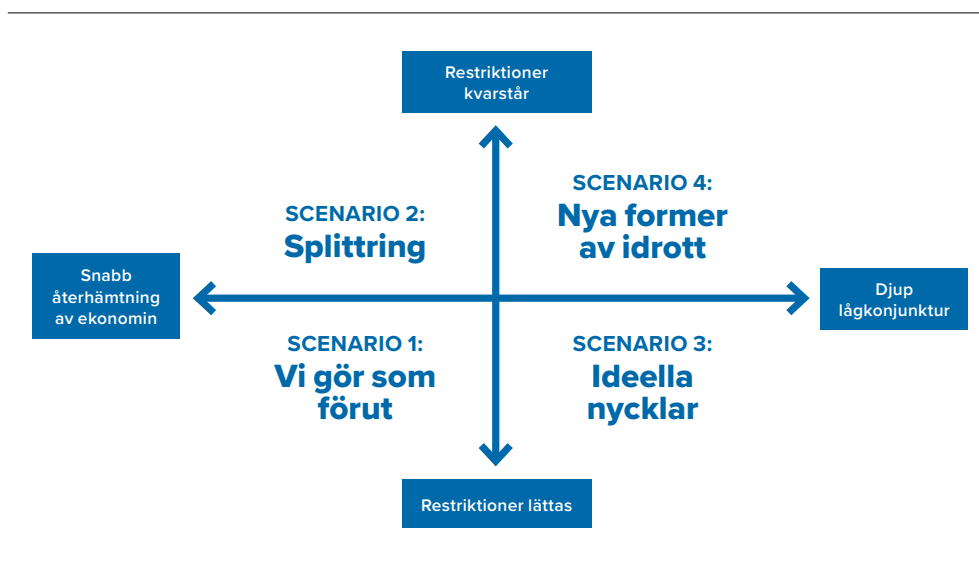 Restriktioner
kvarstår
SCENARIO 4:
Nya former
av idrott
SCENARIO 2:
Splittring
Snabb
återhämtning
av ekonomin
Djup
lågkonjunktur
SCENARIO 1:
Vi gör som
förut
SCENARIO 3:
Ideella
nycklar
Restriktioner lättas